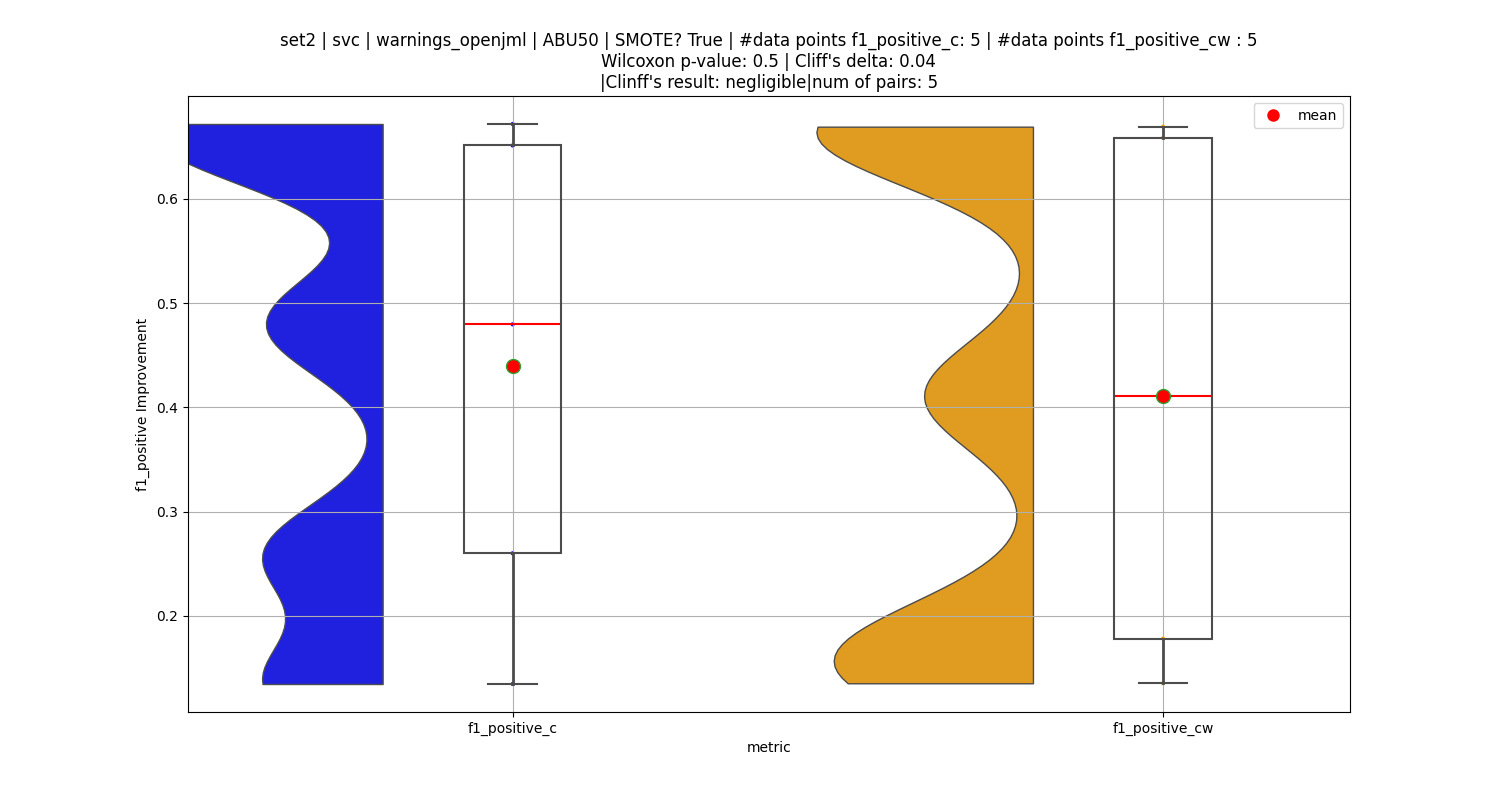 set2 | svc | warnings_openjml | ABU50 | SMOTE? True | #data points f1_positive_c: 5 | #data points f1_positive_cw : 5
Wilcoxon p-value: 0.5 | Cliff's delta: 0.04
|Clinff's result: negligible|num of pairs: 5
mean
f1_positive Improvement
0.6
0.5
0.4
0.3
0.2
f1_positive_c
f1_positive_cw
metric